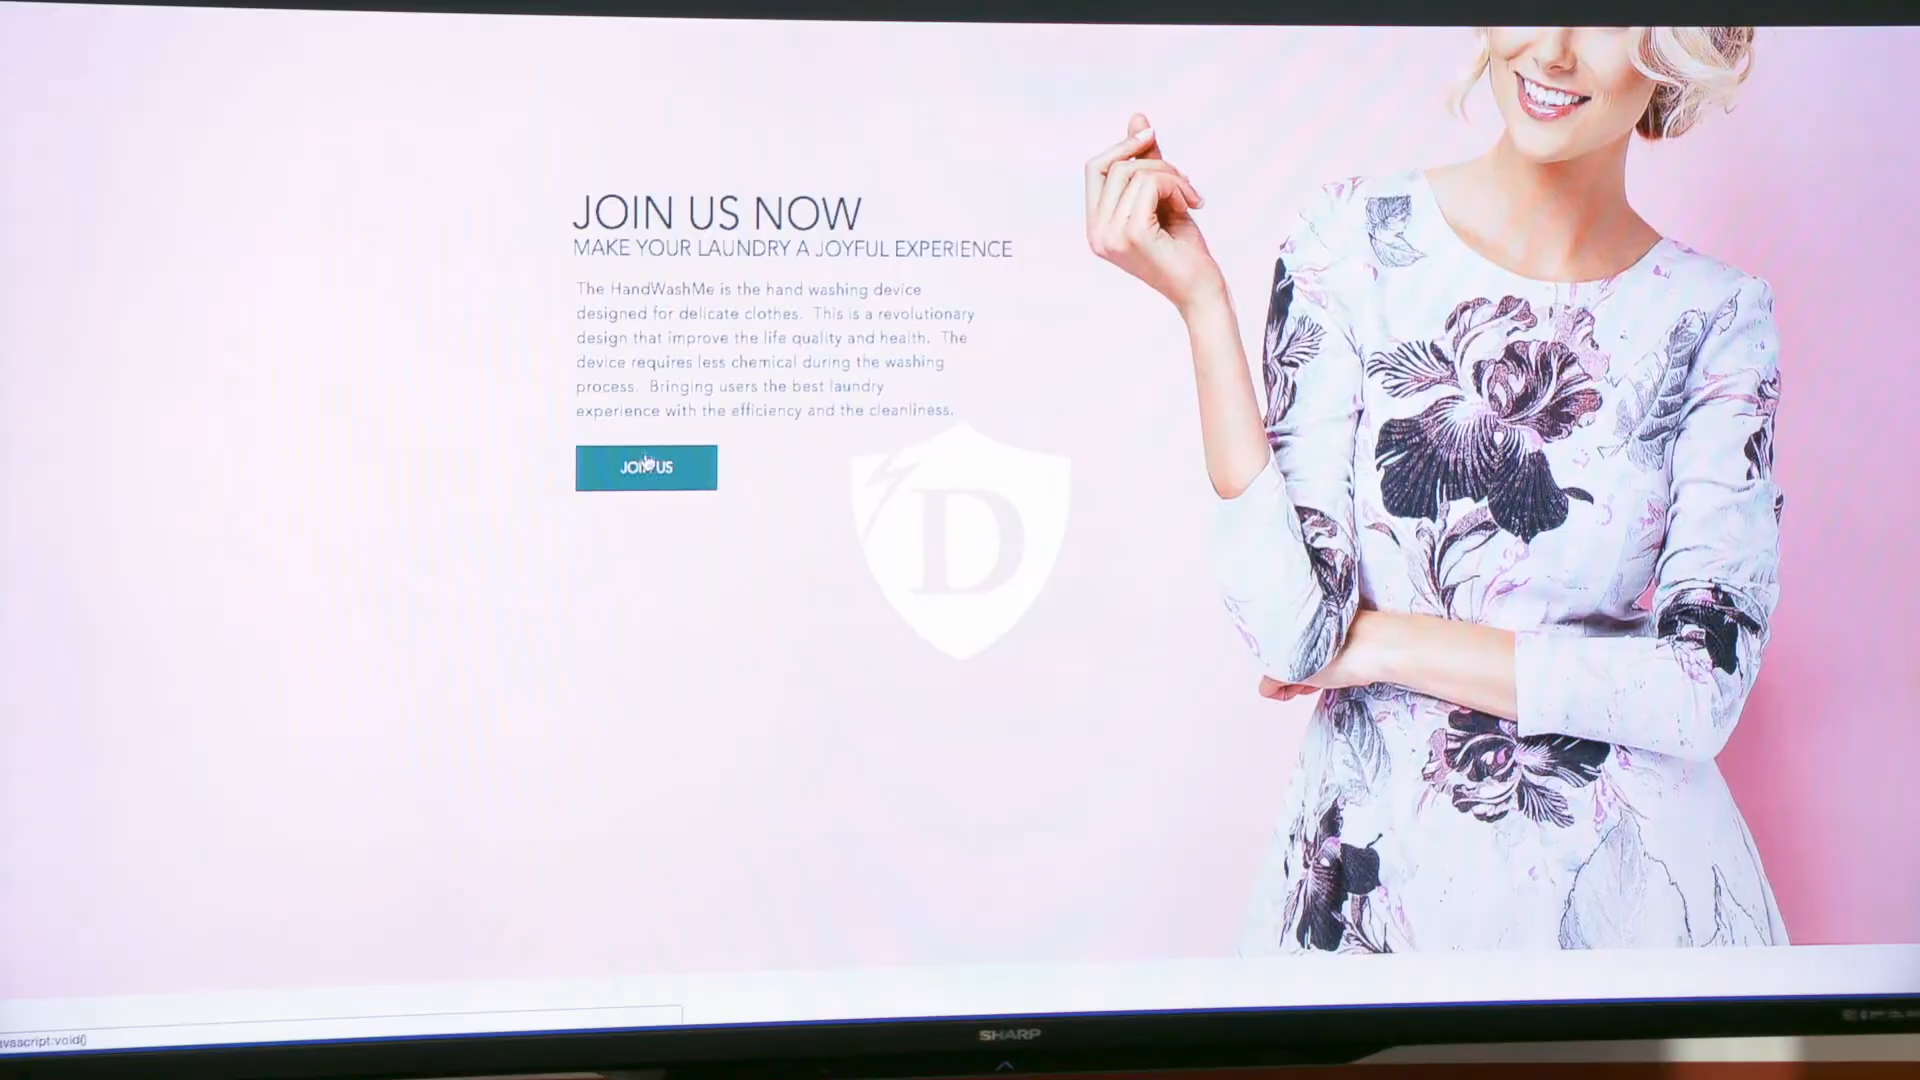 JOIN US NOW
MAKE YOUR LAUNDRY A JOYFUL EXPERIENCE
The HandWashMe is the hand washing device
designed for delicate clothes. This is a revolutionary
design that improve the life quality and health. The
device requires less chemical during the washing
process. Bringing users the best laundry
experience with the efficiency and the cleanliness.
JOIN US
D
avascript:void()
SHARP